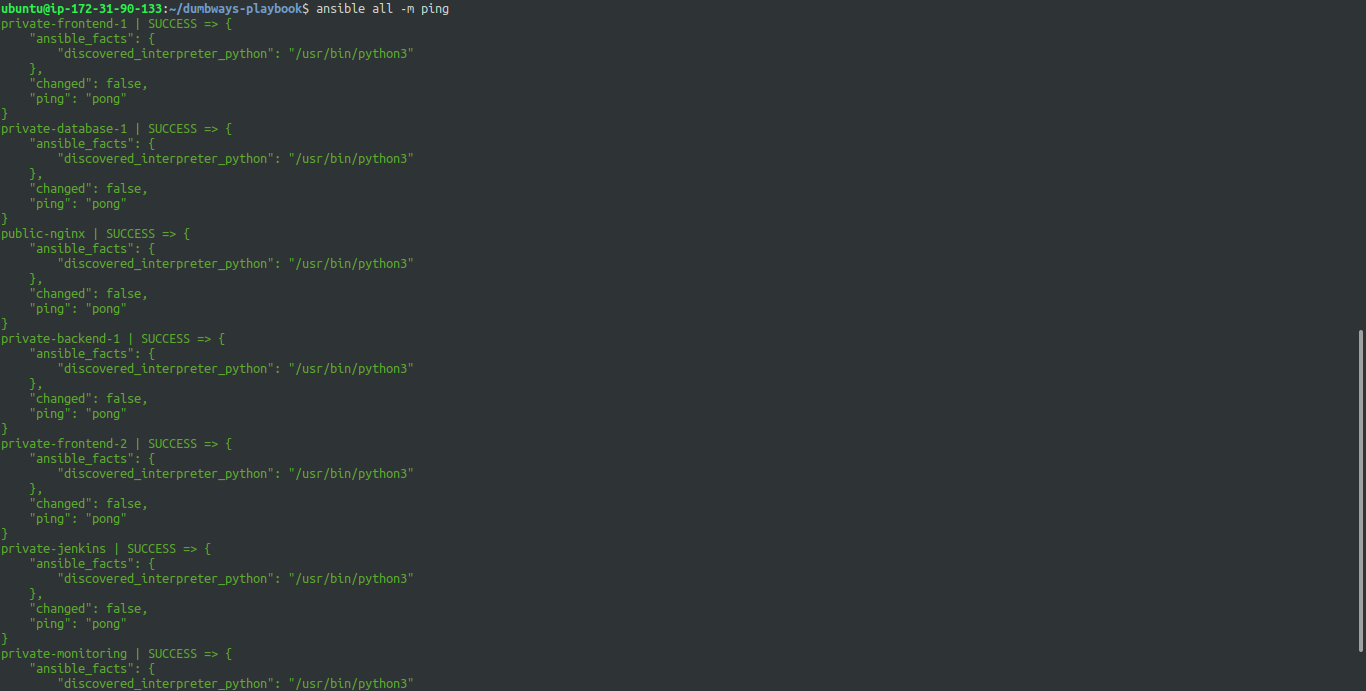 ubuntu@ip-172-31-90-133:~/dumbways-playbook$ ansible all -m ping
private-frontend-1 | SUCCESS => {
    "ansible_facts": {
        "discovered_interpreter_python": "/usr/bin/python3"
    },
    "changed": false,
    "ping": "pong"
}
private-database-1 | SUCCESS => {
    "ansible_facts": {
        "discovered_interpreter_python": "/usr/bin/python3"
    },
    "changed": false,
    "ping": "pong"
}
public-nginx | SUCCESS => {
    "ansible_facts": {
        "discovered_interpreter_python": "/usr/bin/python3"
    },
    "changed": false,
    "ping": "pong"
}
private-backend-1 | SUCCESS => {
    "ansible_facts": {
        "discovered_interpreter_python": "/usr/bin/python3"
    },
    "changed": false,
    "ping": "pong"
}
private-frontend-2 | SUCCESS => {
    "ansible_facts": {
        "discovered_interpreter_python": "/usr/bin/python3"
    },
    "changed": false,
    "ping": "pong"
}
private-jenkins | SUCCESS => {
    "ansible_facts": {
        "discovered_interpreter_python": "/usr/bin/python3"
    },
    "changed": false,
    "ping": "pong"
}
private-monitoring | SUCCESS => {
    "ansible_facts": {
        "discovered_interpreter_python": "/usr/bin/python3"